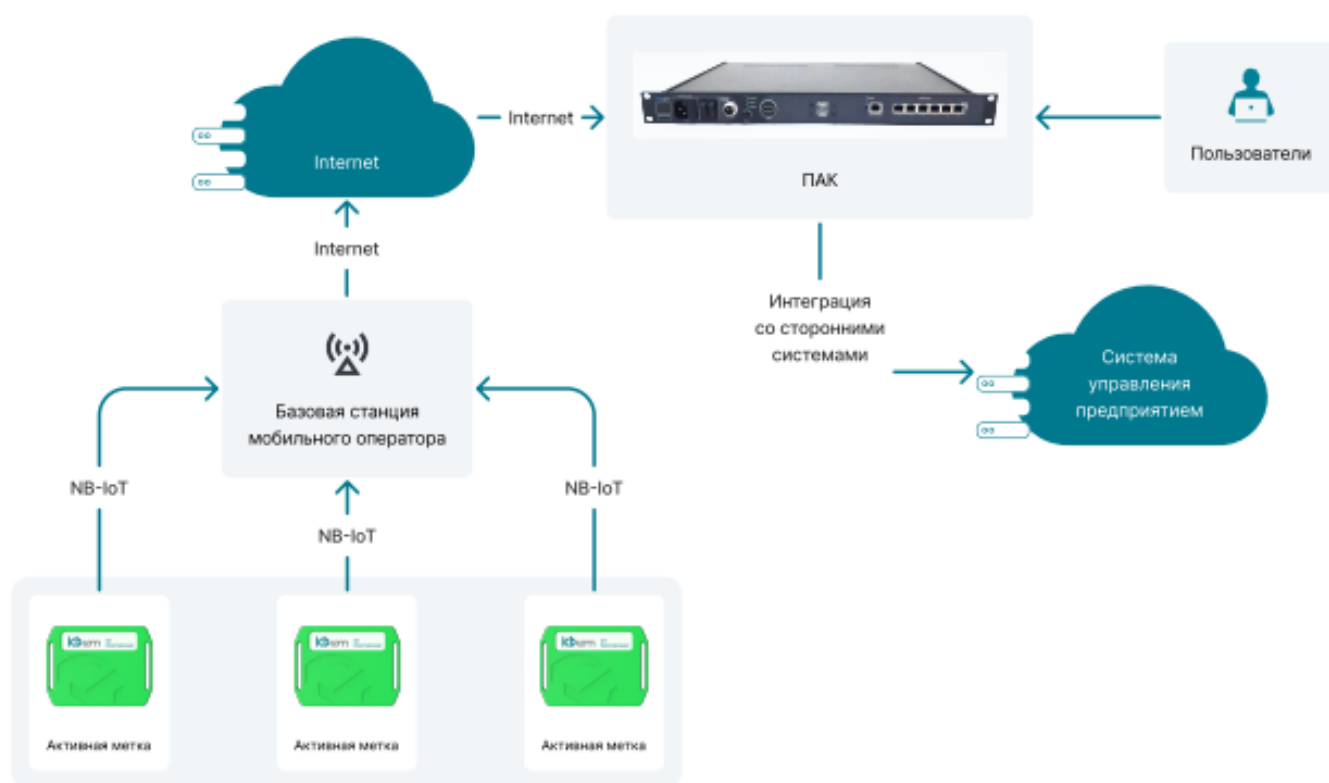 Internet
Internet
ПАК
Пользователи
Internet
Интеграция
со сторонними
системами
Система
управления
предприятием
Базовая станция
мобильного оператора
NB-IoT
NB-IoT
NB-IoT
Активная метка
Активная метка
Активная метка